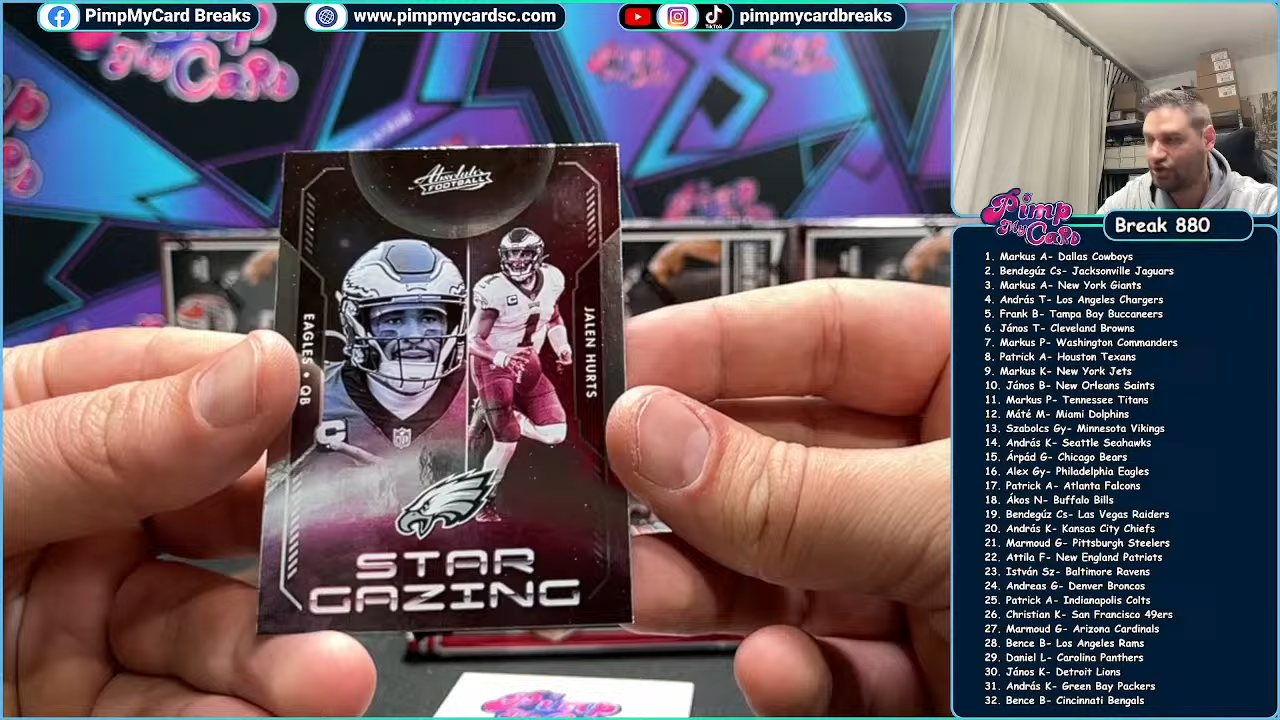 PimpMyCard Breaks
www.pimpmycardsc.com
TikTok
pimpmycardbreaks
Pimp
My Card
Absolute
FOOTBALL
EAGLES • QB
JALEN HURTS
C
1
STAR
GAZING
Pimp
My Card
Break 880
1. Markus A- Dallas Cowboys
2. Bendegúz Cs- Jacksonville Jaguars
3. Markus A- New York Giants
4. András T- Los Angeles Chargers
5. Frank B- Tampa Bay Buccaneers
6. János T- Cleveland Browns
7. Markus P- Washington Commanders
8. Patrick A- Houston Texans
9. Markus K- New York Jets
10. János B- New Orleans Saints
11. Markus P- Tennessee Titans
12. Máté M- Miami Dolphins
13. Szabolcs Gy- Minnesota Vikings
14. András K- Seattle Seahawks
15. Árpád G- Chicago Bears
16. Alex Gy- Philadelphia Eagles
17. Patrick A- Atlanta Falcons
18. Ákos N- Buffalo Bills
19. Bendegúz Cs- Las Vegas Raiders
20. András K- Kansas City Chiefs
21. Marmoud G- Pittsburgh Steelers
22. Attila F- New England Patriots
23. István Sz- Baltimore Ravens
24. Andreas G- Denver Broncos
25. Patrick A- Indianapolis Colts
26. Christian K- San Francisco 49ers
27. Marmoud G- Arizona Cardinals
28. Bence B- Los Angeles Rams
29. Daniel L- Carolina Panthers
30. János K- Detroit Lions
31. András K- Green Bay Packers
32. Bence B- Cincinnati Bengals